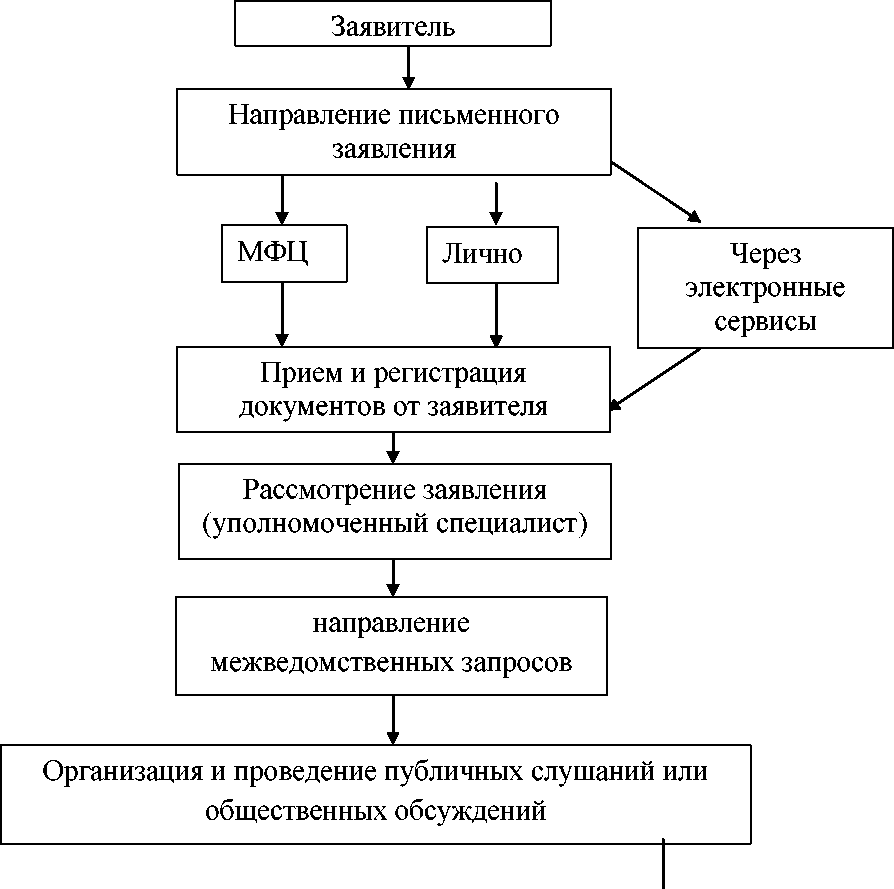 Заявитель
Направление письменного
заявления
МФЦ
Лично
Через
электронные
сервисы
Прием и регистрация
документов от заявителя
Рассмотрение заявления
(уполномоченный специалист)
направление
межведомственных запросов
Организация и проведение публичных слушаний или
общественных обсуждений